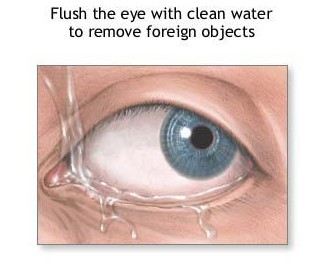 Flush the eye with clean water
to remove foreign objects